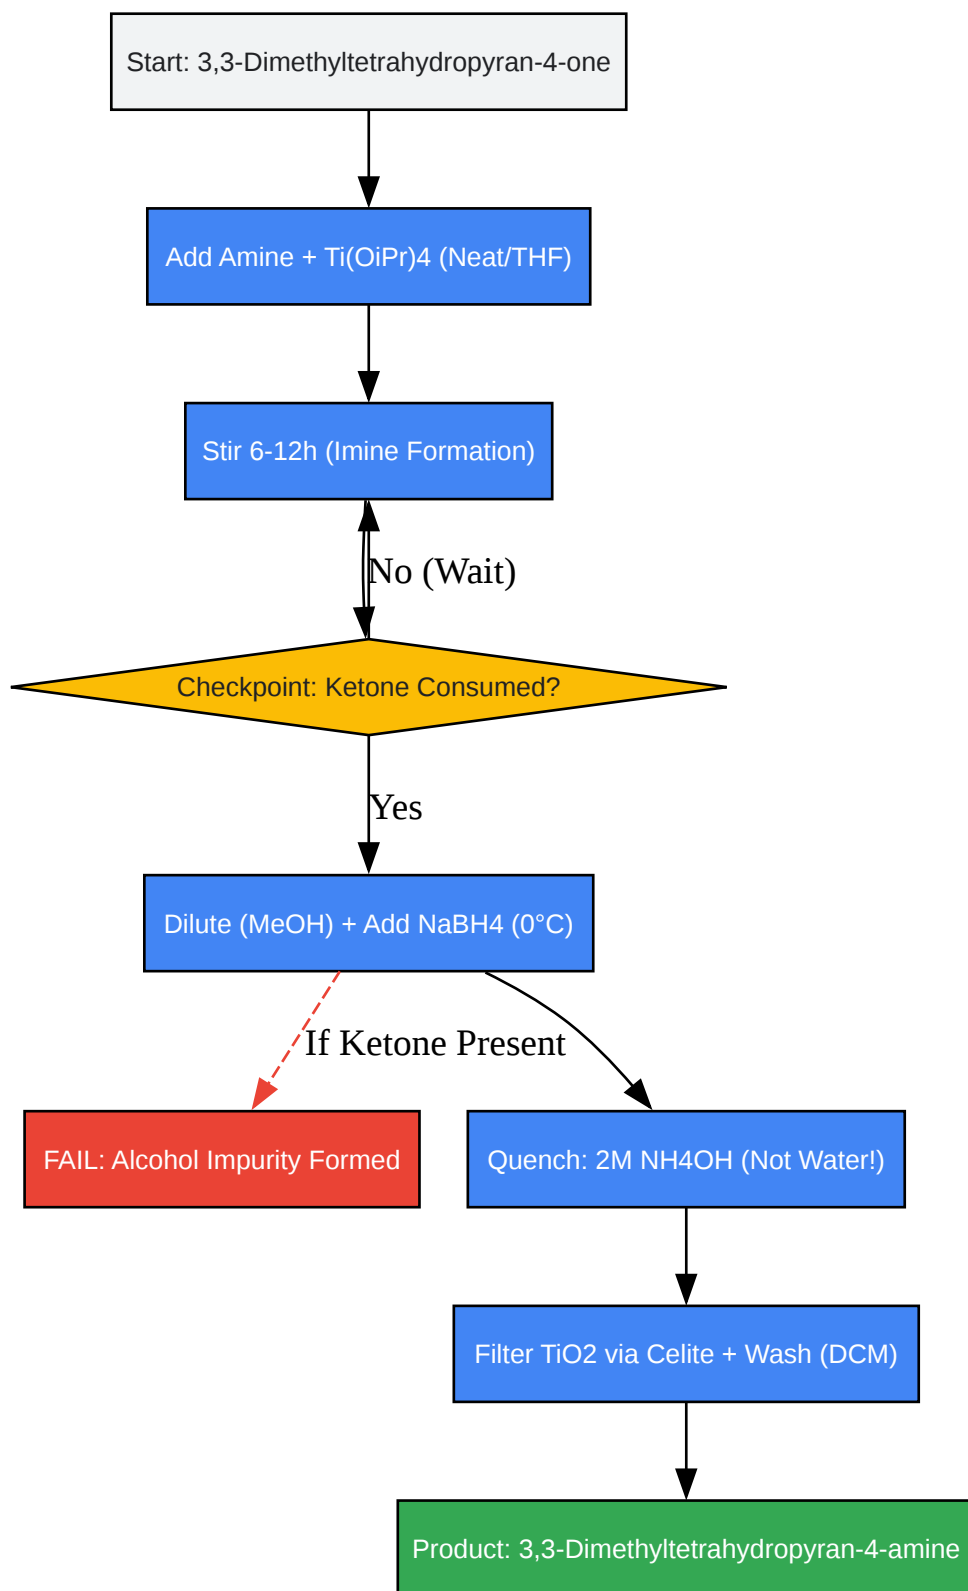 Start: 3,3-Dimethyltetrahydropyran-4-one
Add Amine + Ti(OiPr)4 (Neat/THF)
Stir 6-12h (Imine Formation)
No (Wait)
Checkpoint: Ketone Consumed?
Yes
Dilute (MeOH) + Add NaBH4 (0°C)
If Ketone Present
FAIL: Alcohol Impurity Formed
Quench: 2M NH4OH (Not Water!)
Filter TiO2 via Celite + Wash (DCM)
Product: 3,3-Dimethyltetrahydropyran-4-amine